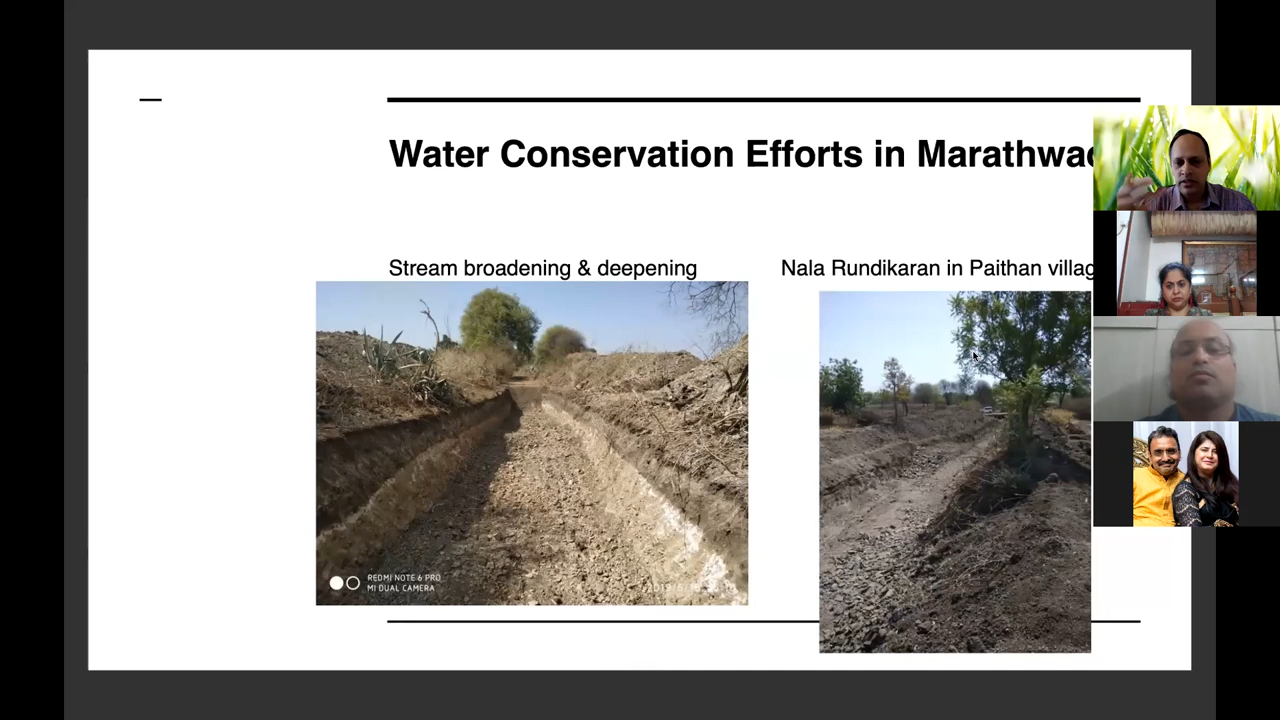 Water Conservation Efforts in Marathwad
Stream broadening & deepening
Nala Rundikaran in Paithan villag
REDMI NOTE 6 PRO
MI DUAL CAMERA